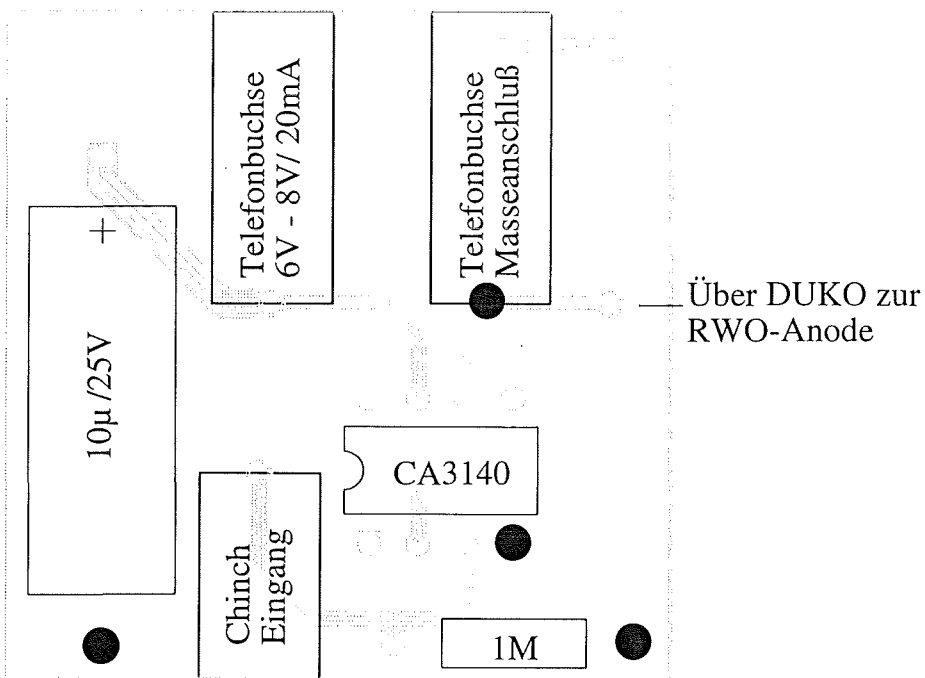 Telefonbuchse
6V - 8V/ 20mA
Telefonbuchse
Masseanschluß
+
10µ/25V
Über DUKO zur
RWO-Anode
CA3140
Chinch
Eingang
1M